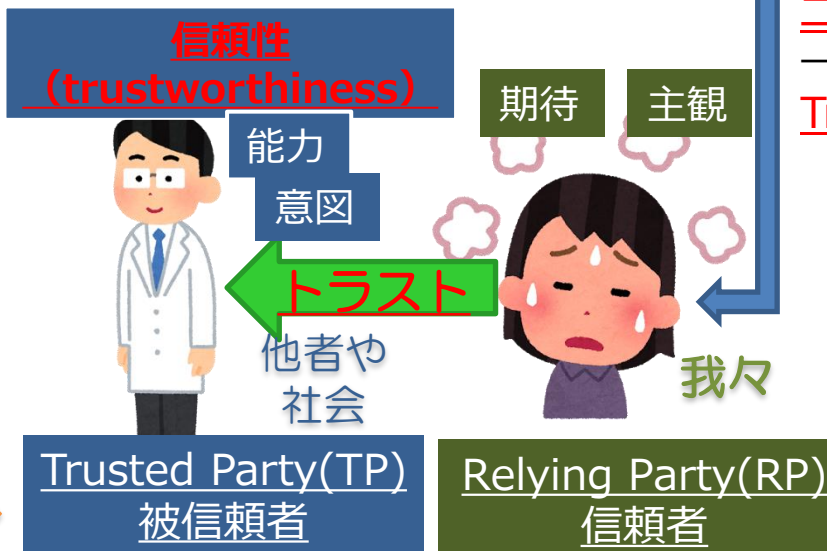 信頼性
（trustworthiness）
能力
意図
期待
主観
トラスト
他者や
社会
我々
Trusted Party(TP)
被信頼者
Relying Party(RP)
信頼者